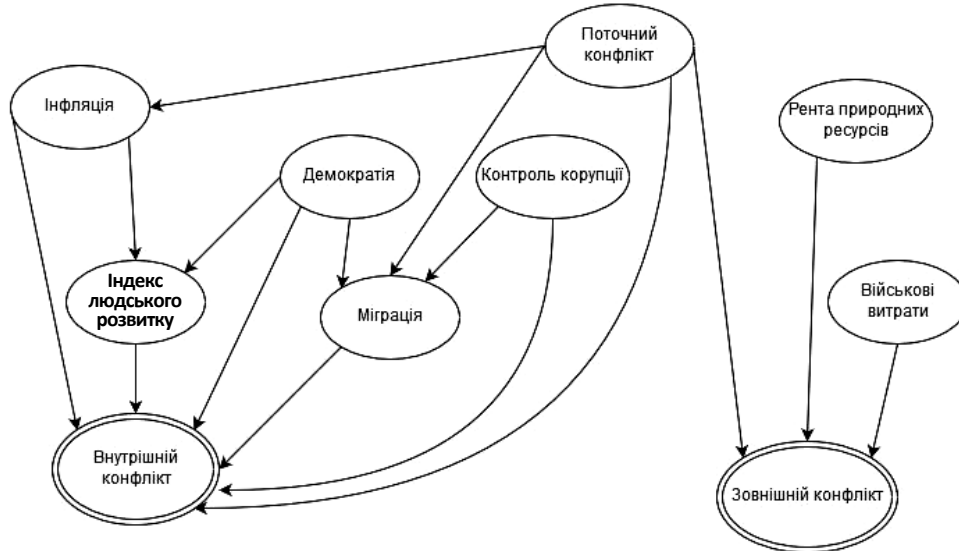 Поточний
конфлікт
Інфляція
Рента природних
ресурсів
Демократія
Контроль корупції
Індекс
людського
розвитку
Міграція
Військові
витрати
Внутрішній
конфлікт
Зовнішній конфлікт